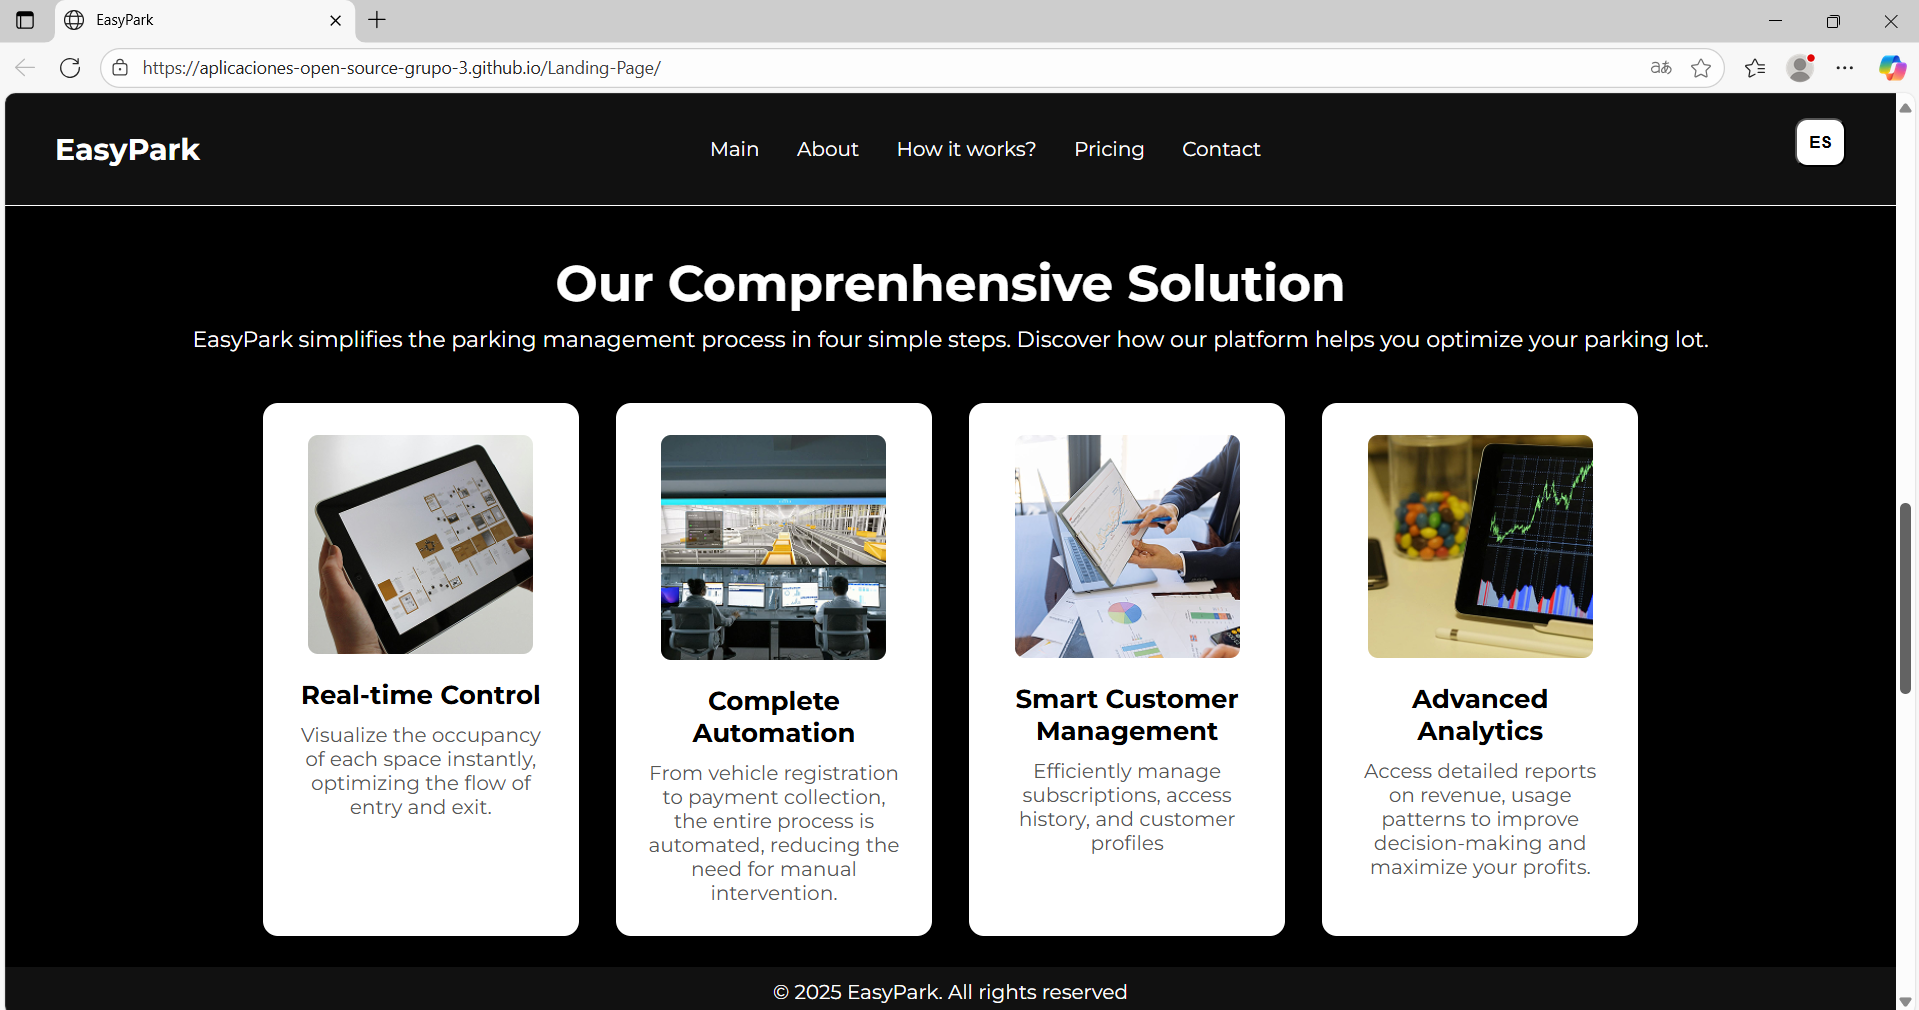 EasyPark
https://aplicaciones-open-source-grupo-3.github.io/Landing-Page/
EasyPark
Main About How it works? Pricing Contact
ES
Our Comprenhensive Solution
EasyPark simplifies the parking management process in four simple steps. Discover how our platform helps you optimize your parking lot.
Real-time Control
Visualize the occupancy
of each space instantly,
optimizing the flow of
entry and exit.
Complete
Automation
From vehicle registration
to payment collection,
the entire process is
automated, reducing the
need for manual
intervention.
Smart Customer
Management
Efficiently manage
subscriptions, access
history, and customer
profiles
Advanced
Analytics
Access detailed reports
on revenue, usage
patterns to improve
decision-making and
maximize your profits.
© 2025 EasyPark. All rights reserved